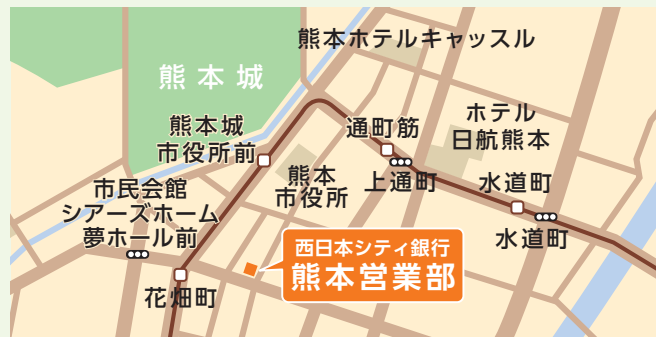 熊本ホテルキャッスル
熊本城
熊本城
市役所前
通町筋
ホテル
日航熊本
熊本
市役所
上通町
水道町
市民会館
シアーズホーム
夢ホール前
水道町
西日本シティ銀行
熊本営業部
花畑町